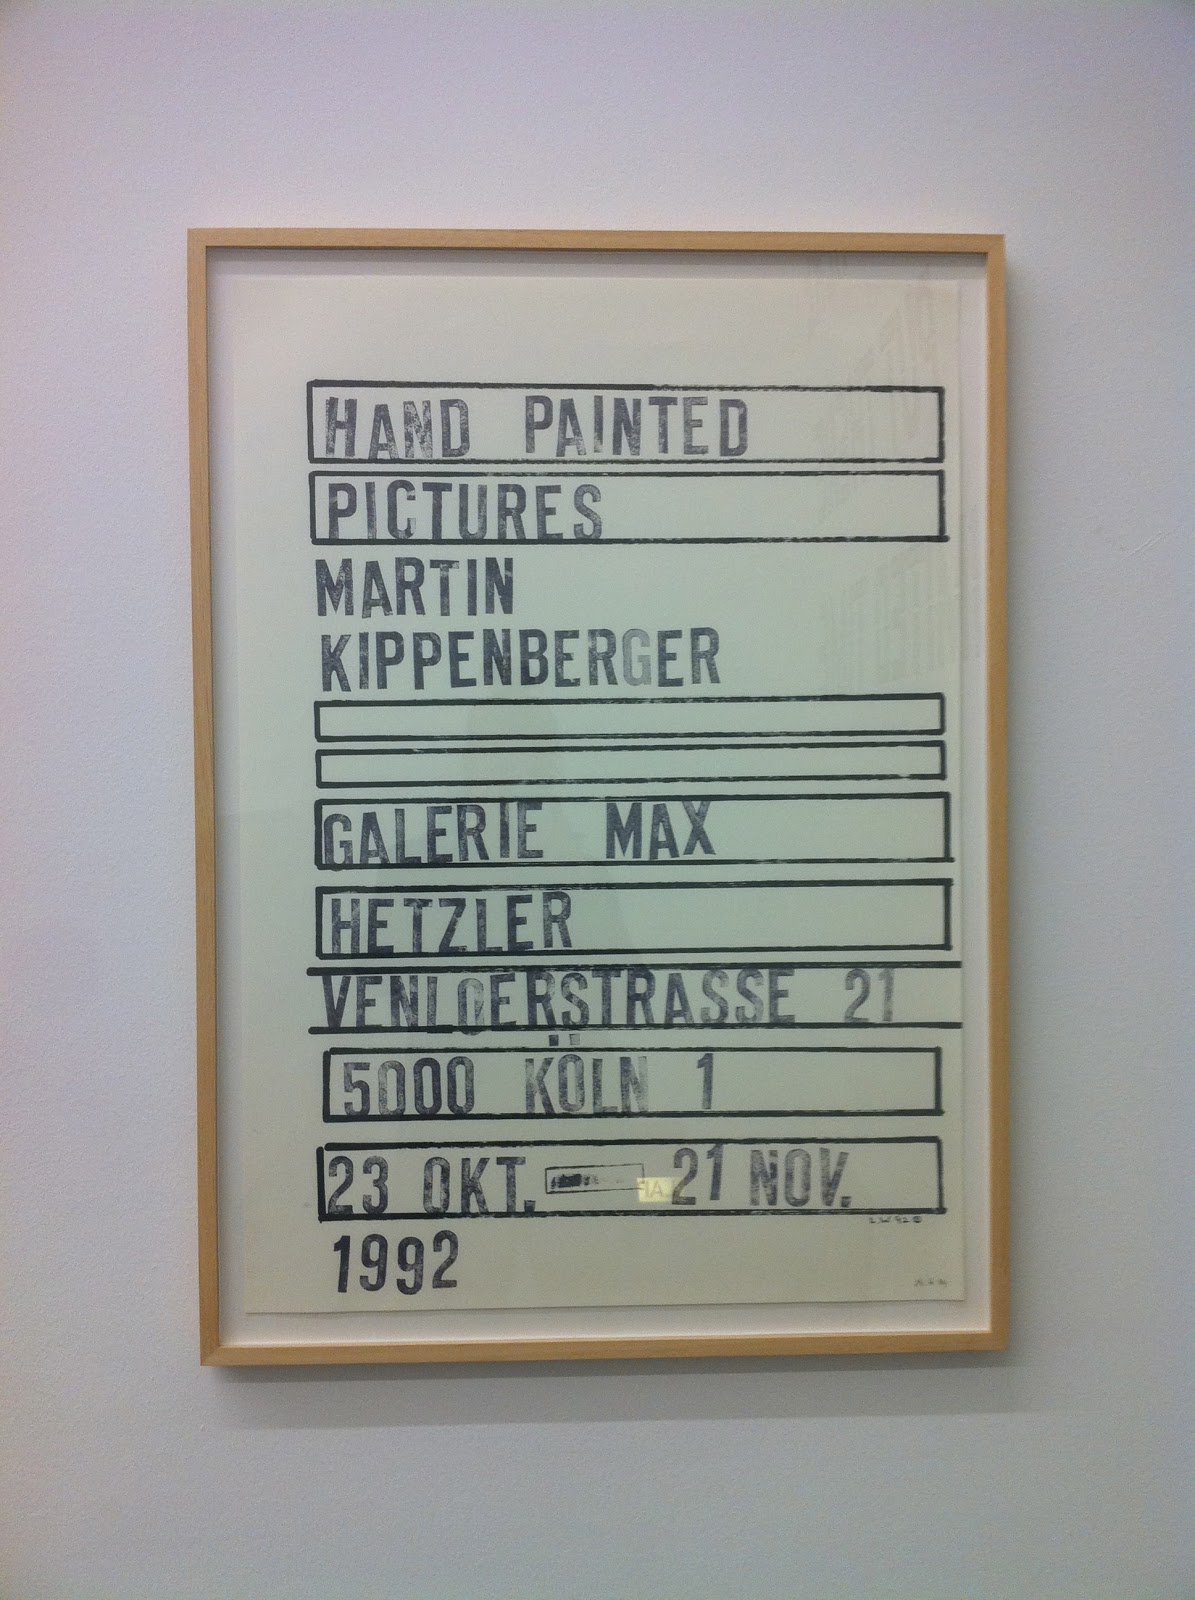 HAND PAINTED
PICTURES
MARTIN
KIPPENBERGER
GALERIE MAX
HETZLER
VENLOERSTRASSE 21
5000 KÖLN 1
23 OKT. 21 NOV.
1992